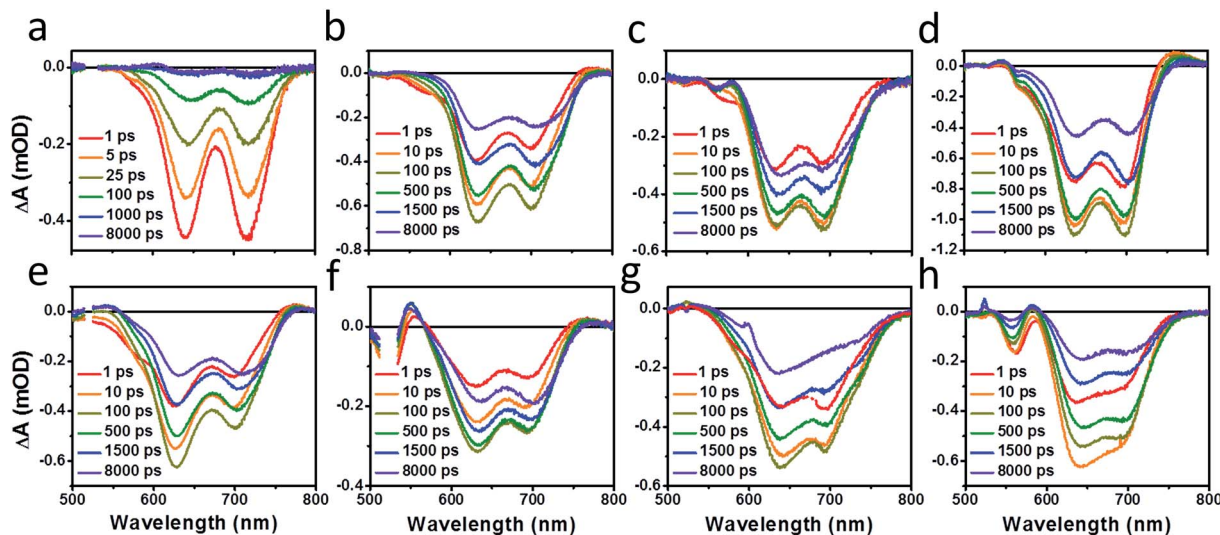 a
ΔA (mOD)
0.0
-0.2
-0.4
1 ps
5 ps
25 ps
100 ps
1000 ps
8000 ps
b
0.0
-0.2
-0.4
-0.6
-0.8
1 ps
10 ps
100 ps
500 ps
1500 ps
8000 ps
c
0.0
-0.2
-0.4
-0.6
1 ps
10 ps
100 ps
500 ps
1500 ps
8000 ps
d
0.0
-0.2
-0.4
-0.6
-0.8
-1.0
-1.2
1 ps
10 ps
100 ps
500 ps
1500 ps
8000 ps
e
ΔA (mOD)
0.0
-0.2
-0.4
-0.6
1 ps
10 ps
100 ps
500 ps
1500 ps
8000 ps
500 600 700 800
Wavelength (nm)
f
0.0
-0.2
-0.4
1 ps
10 ps
100 ps
500 ps
1500 ps
8000 ps
500 600 700 800
Wavelength (nm)
g
0.0
-0.2
-0.4
-0.6
1 ps
10 ps
100 ps
500 ps
1500 ps
8000 ps
500 600 700 800
Wavelength (nm)
h
0.0
-0.2
-0.4
-0.6
-0.8
1 ps
10 ps
100 ps
500 ps
1500 ps
8000 ps
500 600 700 800
Wavelength (nm)